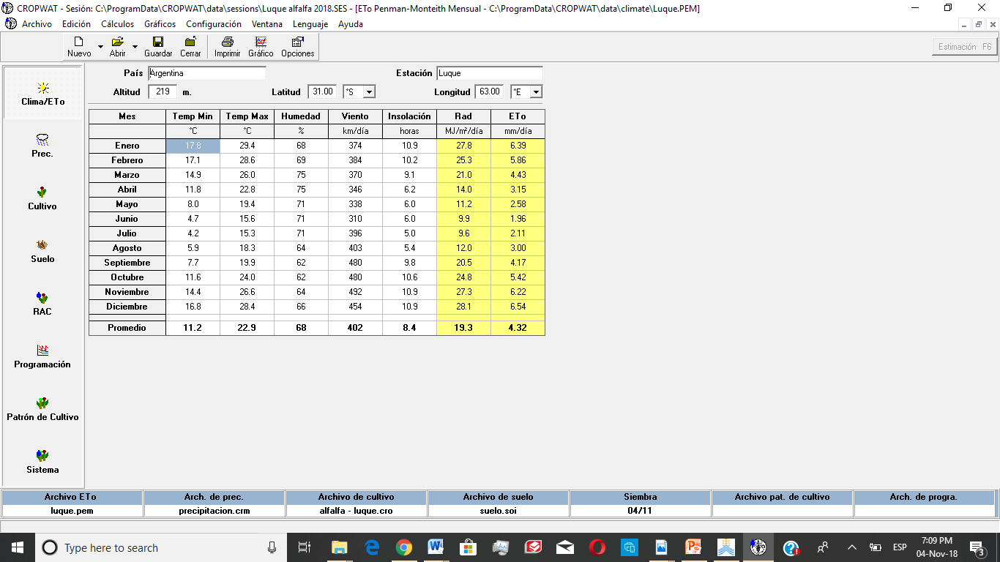 CROPWAT - Sesión: C:\ProgramData\CROPWAT\data\sessions\Luque alfalfa 2018.SES - [ETo Penman-Monteith Mensual - C:\ProgramData\CROPWAT\data\climate\Luque.PEM]
Archivo Edición Cálculos Gráficos Configuración Ventana Lenguaje Ayuda
Nuevo Abrir Guardar Cerrar Imprimir Gráfico Opciones Estimación F6
País Argentina Estación Luque
Altitud 219 m. Latitud 31.00 °S Longitud 63.00 °E
Clima/ETo
Prec.
Cultivo
Suelo
RAC
Programación
Patrón de Cultivo
Sistema
Mes Temp Min Temp Max Humedad Viento Insolación Rad ETo
°C °C % km/día horas MJ/m²/día mm/día
Enero 17.8 29.4 68 374 10.9 27.8 6.39
Febrero 17.1 28.6 69 384 10.2 25.3 5.86
Marzo 14.9 26.0 75 370 9.1 21.0 4.43
Abril 11.8 22.8 75 346 6.2 14.0 3.15
Mayo 8.0 19.4 71 338 6.0 11.2 2.58
Junio 4.7 15.6 71 310 6.0 9.9 1.96
Julio 4.2 15.3 71 396 5.0 9.6 2.11
Agosto 5.9 18.3 64 403 5.4 12.0 3.00
Septiembre 7.7 19.9 62 480 9.8 20.5 4.17
Octubre 11.6 24.0 62 480 10.6 24.8 5.42
Noviembre 14.4 26.6 64 492 10.9 27.3 6.22
Diciembre 16.8 28.4 66 454 10.9 28.1 6.54
Promedio 11.2 22.9 68 402 8.4 19.3 4.32
Archivo ETo Arch. de prec. Archivo de cultivo Archivo de suelo Siembra Archivo pat. de cultivo Arch. de progra.
luque.pem precipitacion.crm alfalfa - luque.cro suelo.soi 04/11
Type here to search
ESP
7:09 PM
04-Nov-18
3